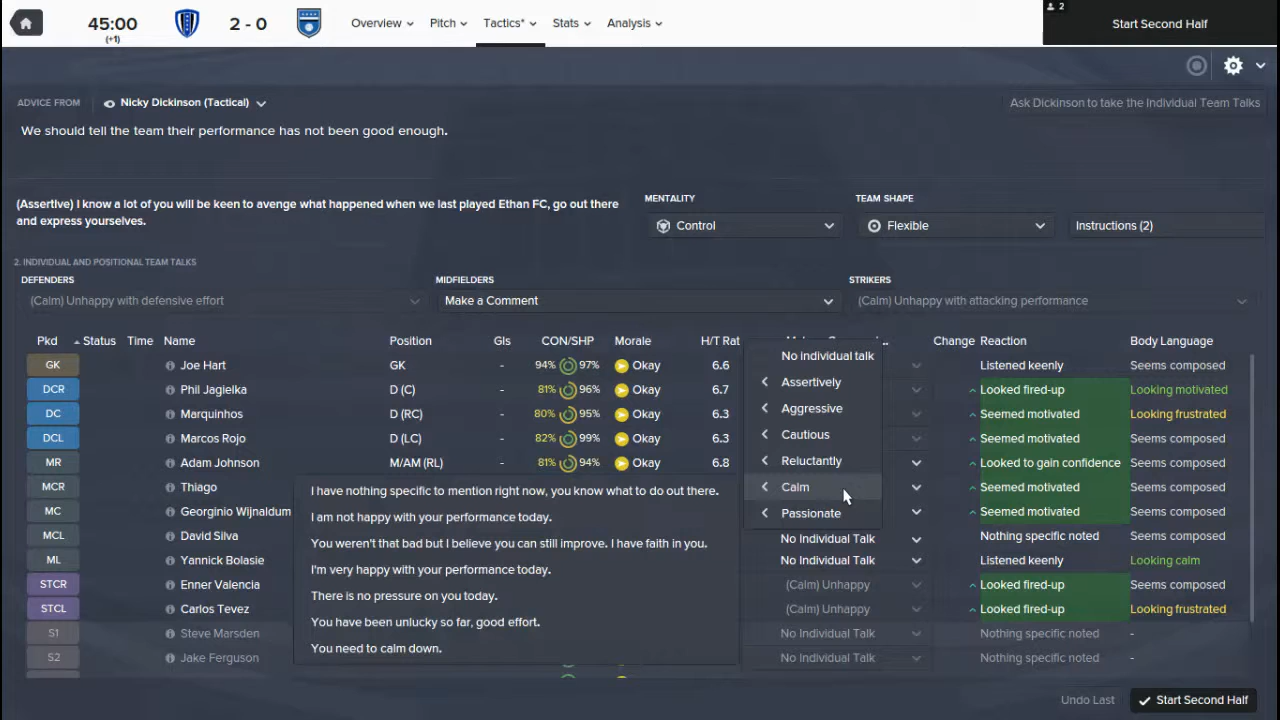 45:00
(+1)
2 - 0
Overview
Pitch
Tactics*
Stats
Analysis
2
Start Second Half
ADVICE FROM
Nicky Dickinson (Tactical)
Ask Dickinson to take the Individual Team Talks
We should tell the team their performance has not been good enough.
(Assertive) I know a lot of you will be keen to avenge what happened when we last played Ethan FC, go out there
and express yourselves.
MENTALITY
Control
TEAM SHAPE
Flexible
Instructions (2)
2. INDIVIDUAL AND POSITIONAL TEAM TALKS
DEFENDERS
(Calm) Unhappy with defensive effort
MIDFIELDERS
Make a Comment
STRIKERS
(Calm) Unhappy with attacking performance
Pkd Status Time Name Position Gls CON/SHP Morale H/T Rat Change Reaction Body Language
GK Joe Hart GK - 94% 97% Okay 6.6 Listened keenly Seems composed
DCR Phil Jagielka D (C) - 81% 96% Okay 6.7 Looked fired-up Looking motivated
DC Marquinhos D (RC) - 80% 95% Okay 6.3 Seemed motivated Looking frustrated
DCL Marcos Rojo D (LC) - 82% 99% Okay 6.3 Seemed motivated Seems composed
MR Adam Johnson M/AM (RL) - 81% 94% Okay 6.8 Looked to gain confidence Seems composed
MCR Thiago Seemed motivated Seems composed
MC Georginio Wijnaldum Seemed motivated Seems composed
MCL David Silva No Individual Talk Nothing specific noted Seems composed
ML Yannick Bolasie No Individual Talk Listened keenly Looking calm
STCR Enner Valencia (Calm) Unhappy Looked fired-up Seems composed
STCL Carlos Tevez (Calm) Unhappy Looked fired-up Looking frustrated
S1 Steve Marsden No Individual Talk Nothing specific noted -
S2 Jake Ferguson No Individual Talk Nothing specific noted -
No individual talk
Assertively
Aggressive
Cautious
Reluctantly
Calm
Passionate
I have nothing specific to mention right now, you know what to do out there.
I am not happy with your performance today.
You weren't that bad but I believe you can still improve. I have faith in you.
I'm very happy with your performance today.
There is no pressure on you today.
You have been unlucky so far, good effort.
You need to calm down.
Undo Last
Start Second Half